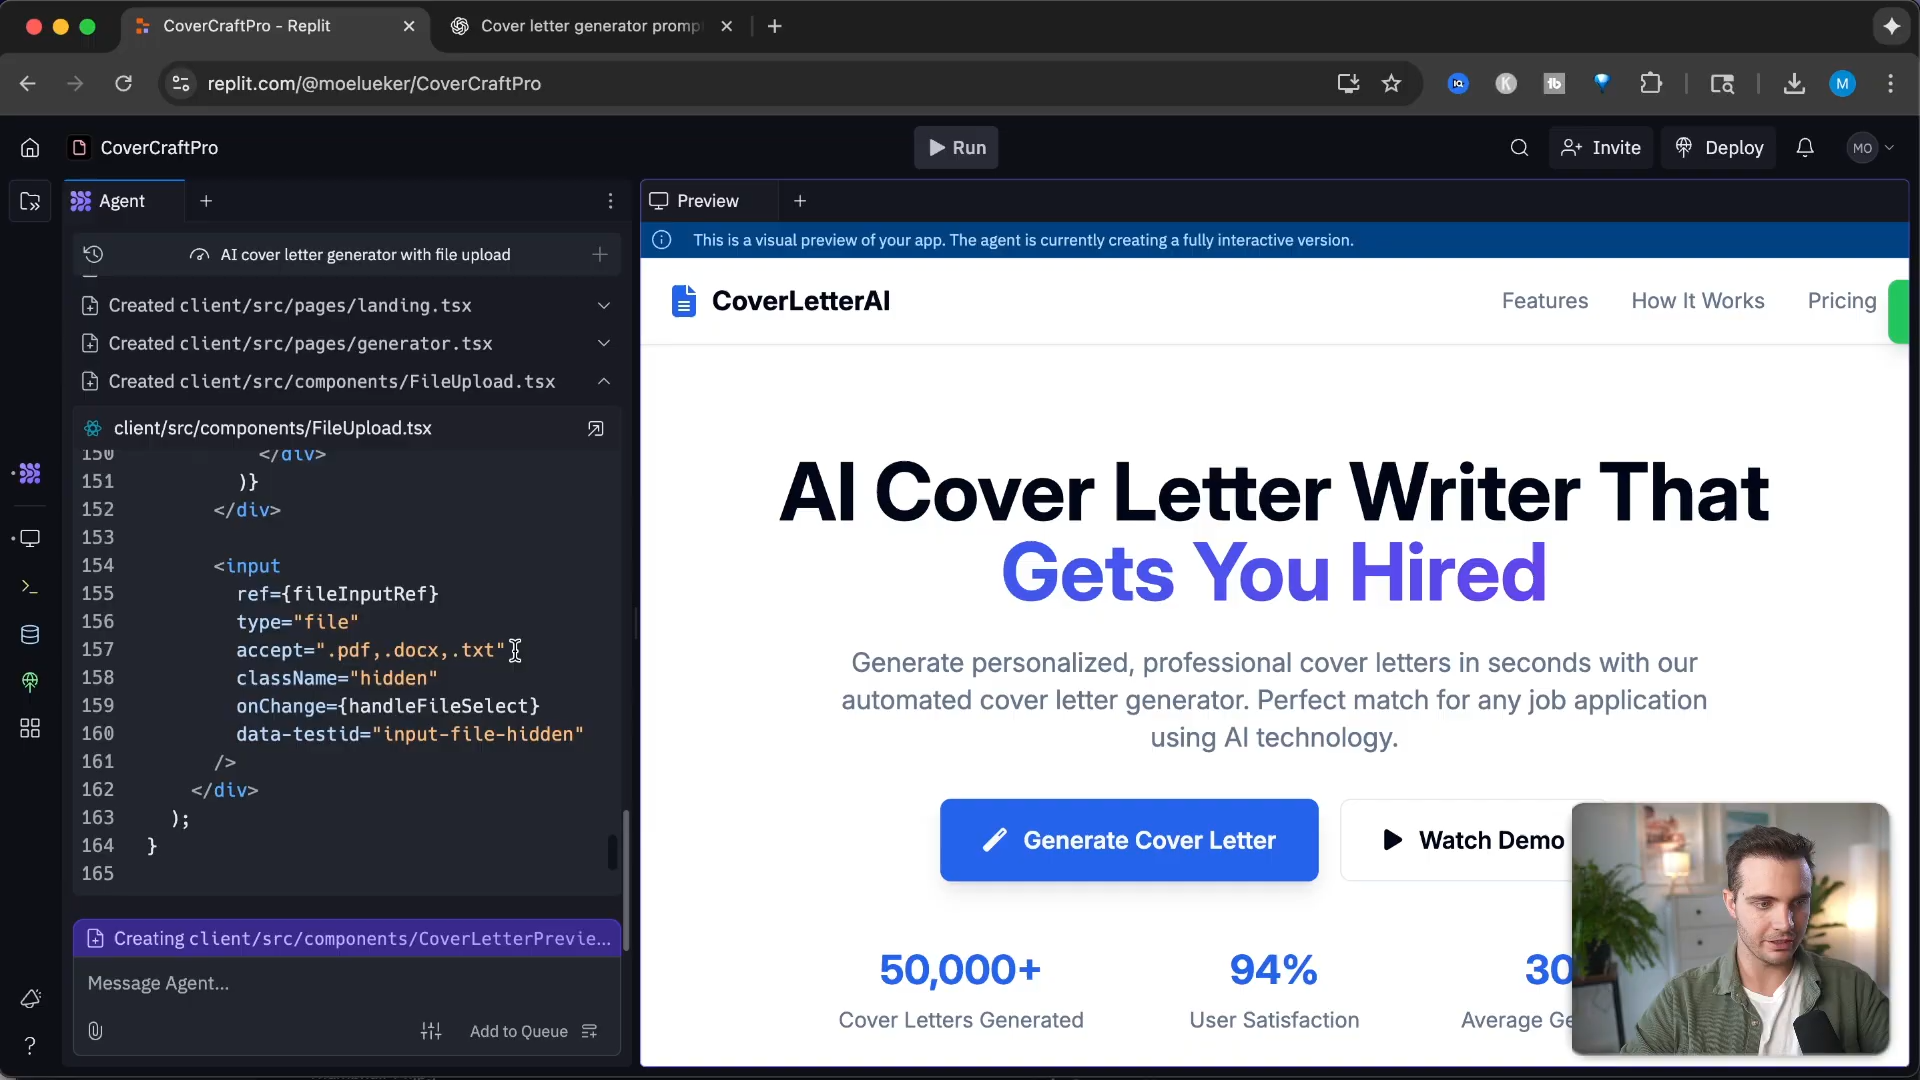 CoverCraftPro - Replit
Cover letter generator promp
replit.com/@moelueker/CoverCraftPro
IQ
K
tb
M
CoverCraftPro
Run
Invite
Deploy
MO
Agent
Preview
This is a visual preview of your app. The agent is currently creating a fully interactive version.
AI cover letter generator with file upload
Created client/src/pages/landing.tsx
Created client/src/pages/generator.tsx
Created client/src/components/FileUpload.tsx
client/src/components/FileUpload.tsx
150 </div>
151 )}
152 </div>
153
154 <input
155 ref={fileInputRef}
156 type="file"
157 accept=".pdf,.docx,.txt"
158 className="hidden"
159 onChange={handleFileSelect}
160 data-testid="input-file-hidden"
161 />
162 </div>
163 );
164 }
165
Creating client/src/components/CoverLetterPrevie...
Message Agent...
Add to Queue
?
CoverLetterAI
Features
How It Works
Pricing
AI Cover Letter Writer That
Gets You Hired
Generate personalized, professional cover letters in seconds with our
automated cover letter generator. Perfect match for any job application
using AI technology.
Generate Cover Letter
Watch Demo
50,000+
Cover Letters Generated
94%
User Satisfaction
30
Average Ge